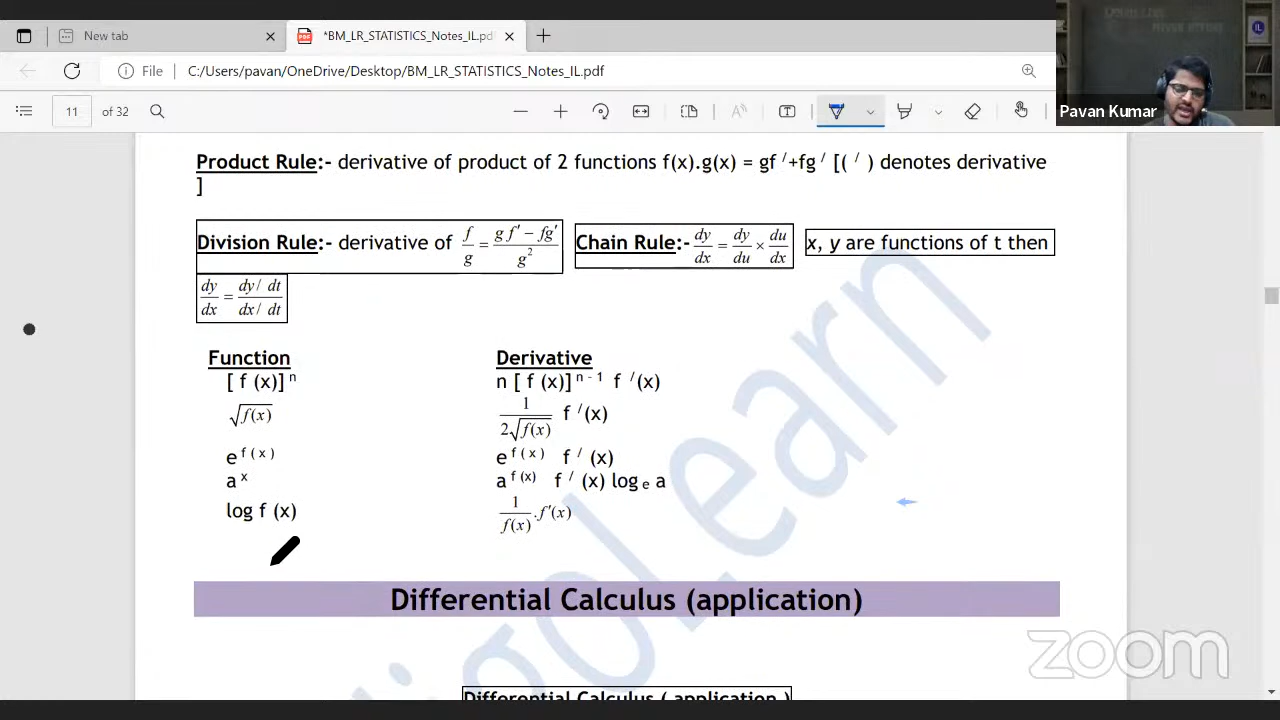 New tab
*BM_LR_STATISTICS_Notes_IL.pdf
File C:/Users/pavan/OneDrive/Desktop/BM_LR_STATISTICS_Notes_IL.pdf
11 of 32
Pavan Kumar
Product Rule:- derivative of product of 2 functions f(x).g(x) = gf ′+fg ′ [( ′ ) denotes derivative
]
Division Rule:- derivative of f/g = (g f′ − fg′)/g²
Chain Rule:- dy/dx = dy/du × du/dx
x, y are functions of t then
dy/dx = (dy/ dt)/(dx/ dt)
Function Derivative
[ f (x)] ⁿ n [ f (x)] ⁿ⁻¹ f ′(x)
√f(x) 1/(2√f(x)) f ′(x)
e^f(x) e^f(x) f ′ (x)
a^x a^f(x) f ′ (x) logₑ a
log f (x) 1/f(x) .f′(x)
Differential Calculus (application)
Differential Calculus ( application )
IndigoLearn
zoom